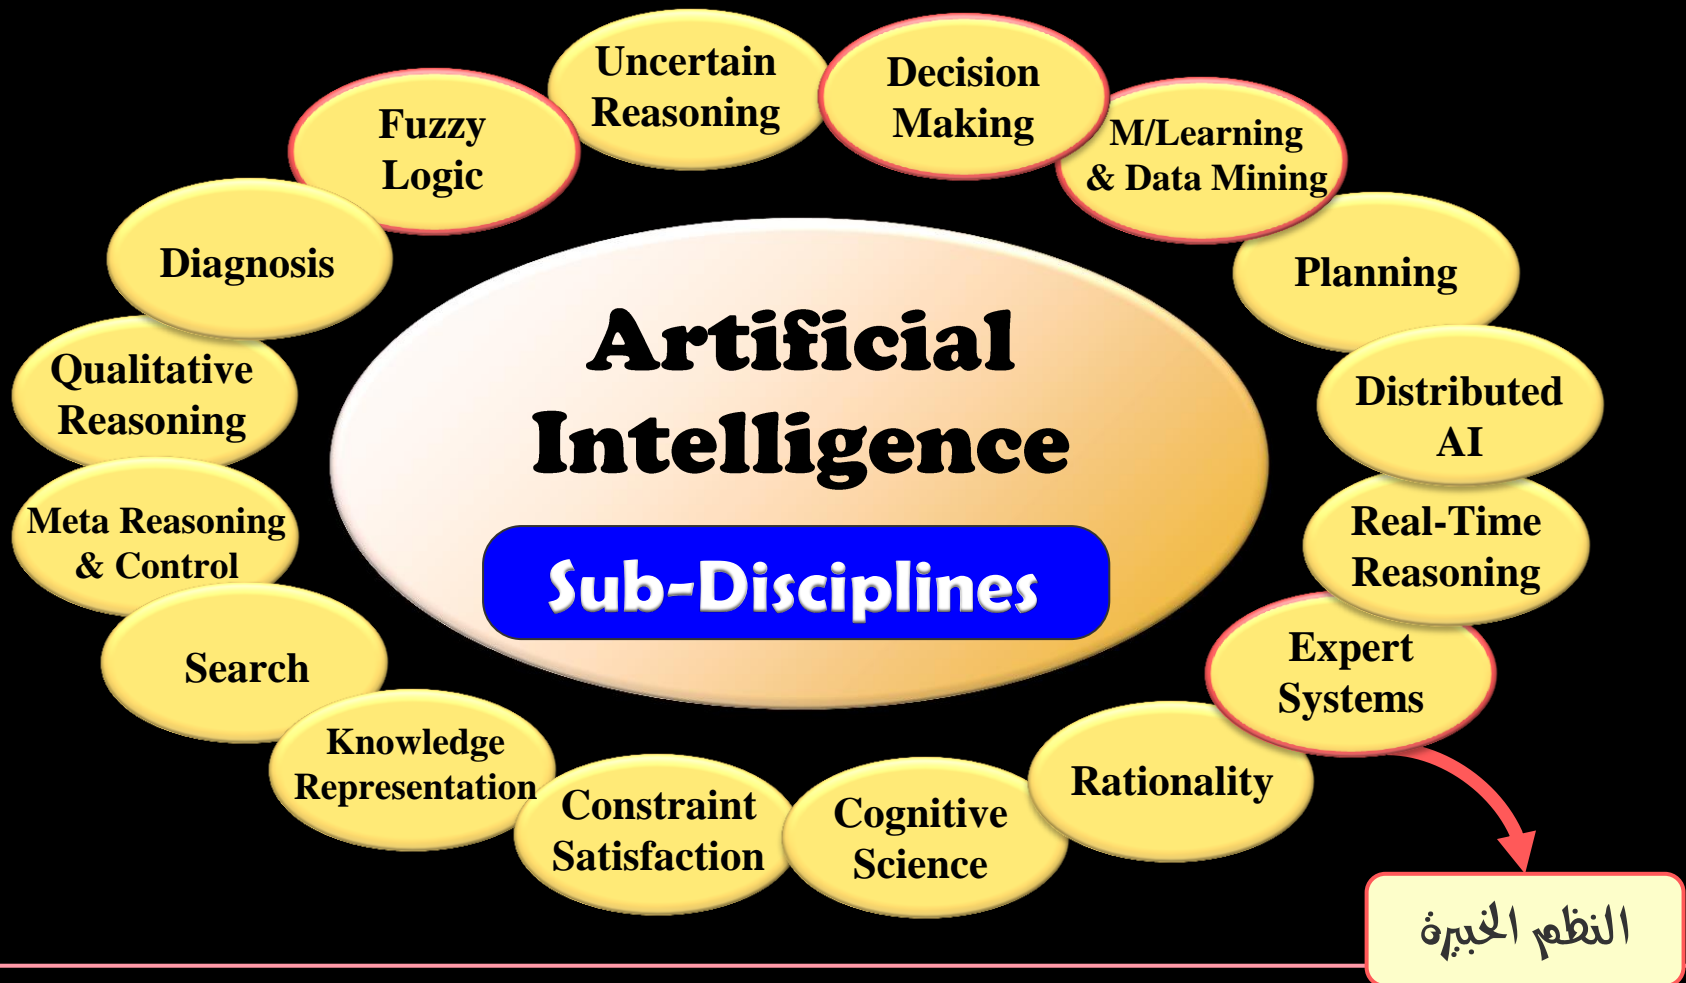 Artificial
Intelligence
Sub-Disciplines
Uncertain
Reasoning
Decision
Making
M/Learning
& Data Mining
Planning
Distributed
AI
Real-Time
Reasoning
Expert
Systems
النظم الخبيرة
Rationality
Cognitive
Science
Constraint
Satisfaction
Knowledge
Representation
Search
Meta Reasoning
& Control
Qualitative
Reasoning
Diagnosis
Fuzzy
Logic